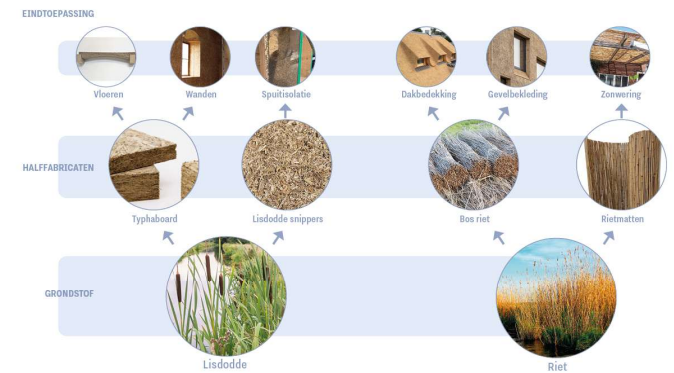 EINDTOEPASSING
Vloeren
Wanden
Spuitisolatie
Dakbedekking
Gevelbekleding
Zonwering
HALFFABRICATEN
Typhaboard
Lisdodde snippers
Bos riet
Rietmatten
GRONDSTOF
Lisdodde
Riet